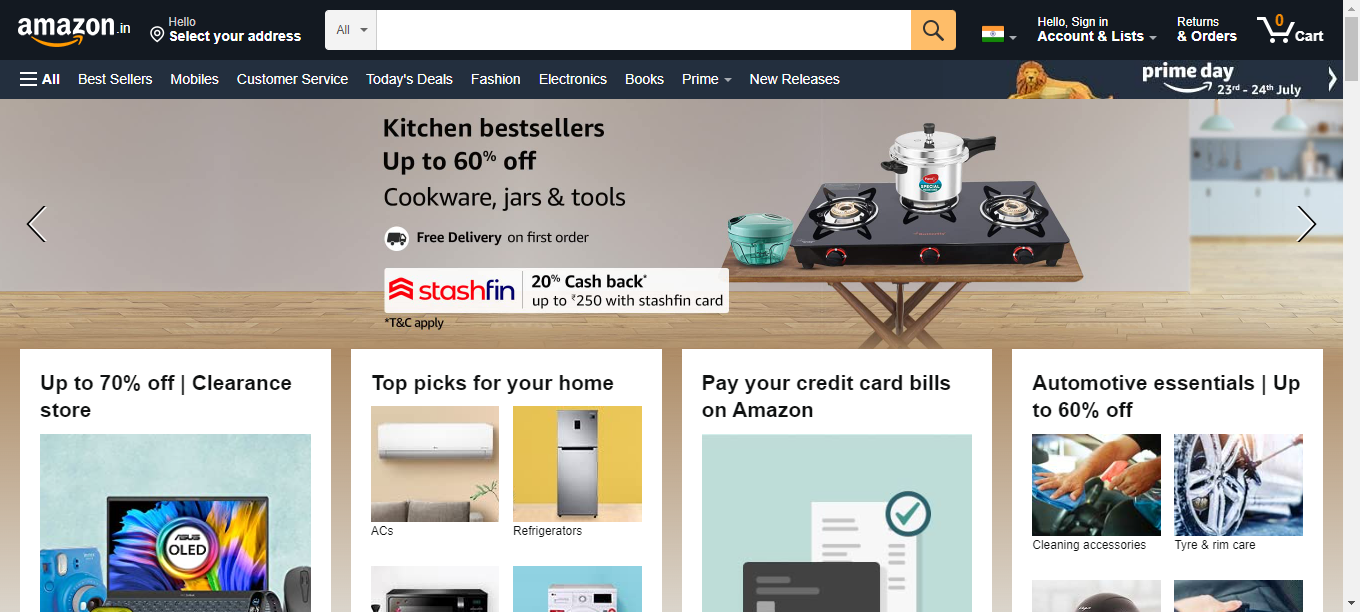 amazon.in
Hello
Select your address
All
Hello, Sign in
Account & Lists
Returns
& Orders
0
Cart
All
Best Sellers
Mobiles
Customer Service
Today's Deals
Fashion
Electronics
Books
Prime
New Releases
prime day
23rd - 24th July
Kitchen bestsellers
Up to 60% off
Cookware, jars & tools
Free Delivery on first order
stashfin
20% Cash back*
up to ₹250 with stashfin card
*T&C apply
SPECIAL
Up to 70% off | Clearance
store
ASUS
OLED
Top picks for your home
ACs
Refrigerators
Pay your credit card bills
on Amazon
Automotive essentials | Up
to 60% off
Cleaning accessories
Tyre & rim care